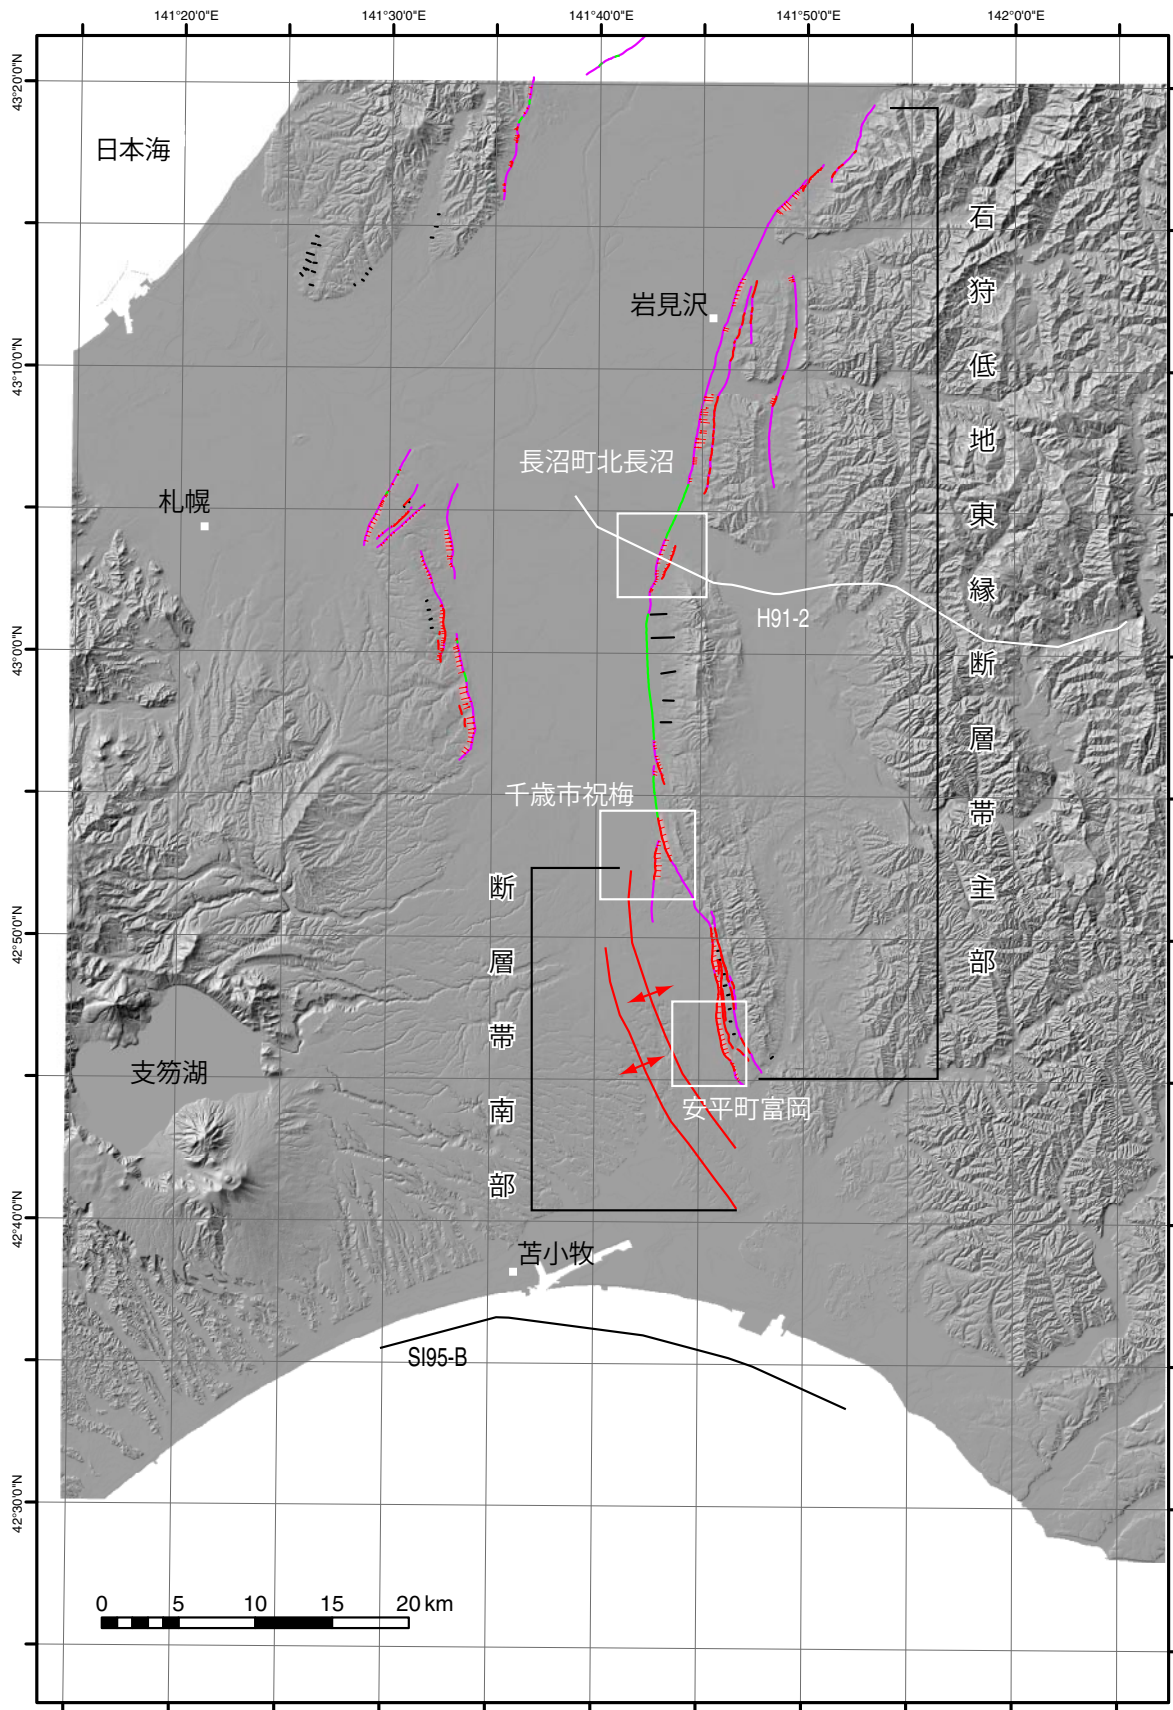 141°20'0"E
141°30'0"E
141°40'0"E
141°50'0"E
142°0'0"E
43°20'0"N
43°10'0"N
43°0'0"N
42°50'0"N
42°40'0"N
42°30'0"N
日本海
石狩低地東縁断層帯主部
岩見沢
長沼町北長沼
札幌
H91-2
千歳市祝梅
断層帯南部
支笏湖
安平町富岡
苫小牧
SI95-B
0 5 10 15 20 km